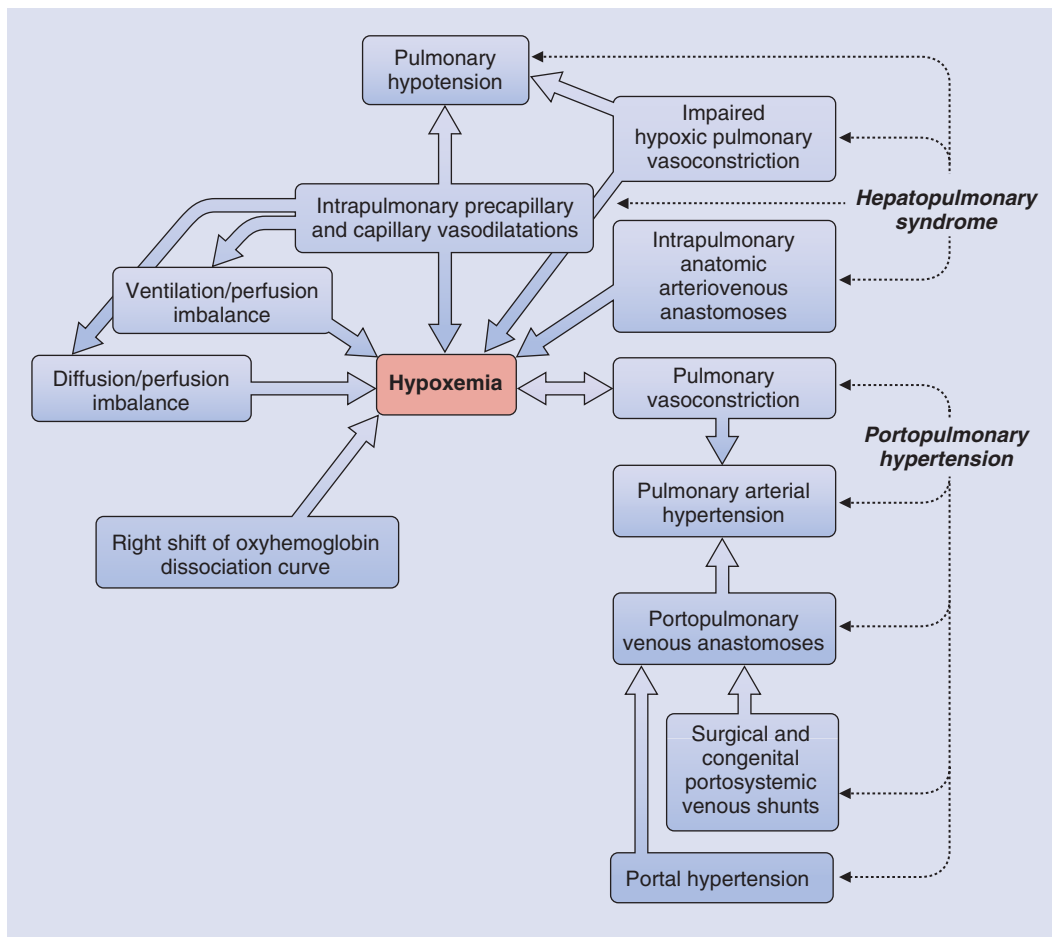 Pulmonary
hypotension
Impaired
hypoxic pulmonary
vasoconstriction
Intrapulmonary precapillary
and capillary vasodilatations
Hepatopulmonary
syndrome
Intrapulmonary
anatomic
arteriovenous
anastomoses
Ventilation/perfusion
imbalance
Diffusion/perfusion
imbalance
Hypoxemia
Pulmonary
vasoconstriction
Portopulmonary
hypertension
Pulmonary arterial
hypertension
Right shift of oxyhemoglobin
dissociation curve
Portopulmonary
venous anastomoses
Surgical and
congenital
portosystemic
venous shunts
Portal hypertension